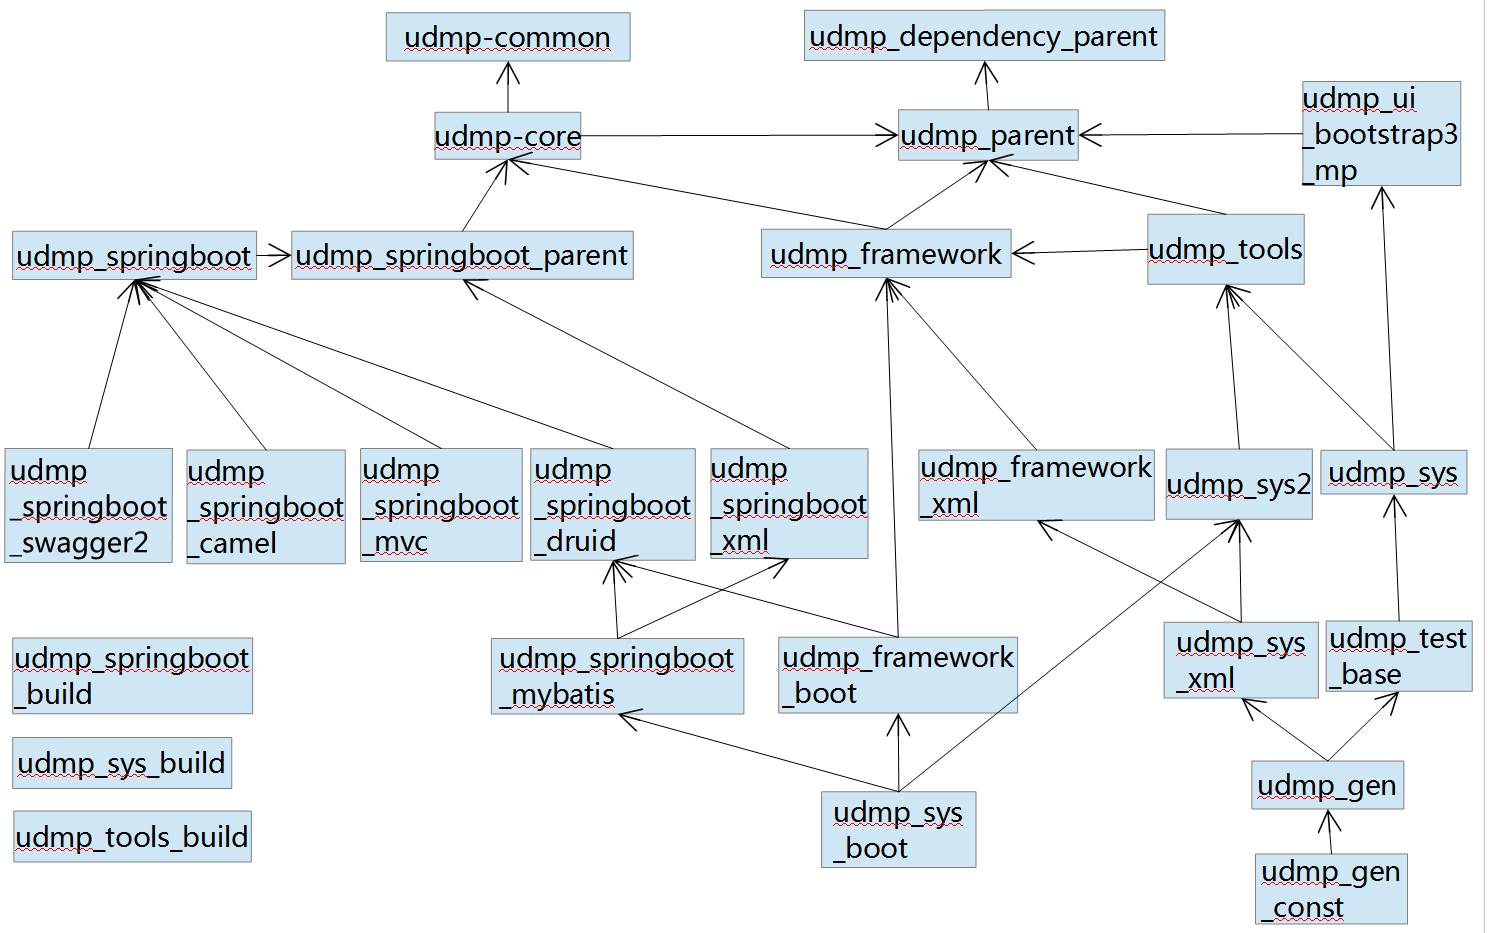 udmp-common
udmp_dependency_parent
udmp_ui
_bootstrap3
_mp
udmp-core
udmp_parent
udmp_springboot
udmp_springboot_parent
udmp_framework
udmp_tools
udmp
_springboot
_swagger2
udmp
_springboot
_camel
udmp
_springboot
_mvc
udmp
_springboot
_druid
udmp
_springboot
_xml
udmp_framework
_xml
udmp_sys2
udmp_sys
udmp_springboot
_build
udmp_springboot
_mybatis
udmp_framework
_boot
udmp_sys
_xml
udmp_test
_base
udmp_sys_build
udmp_gen
udmp_tools_build
udmp_sys
_boot
udmp_gen
_const